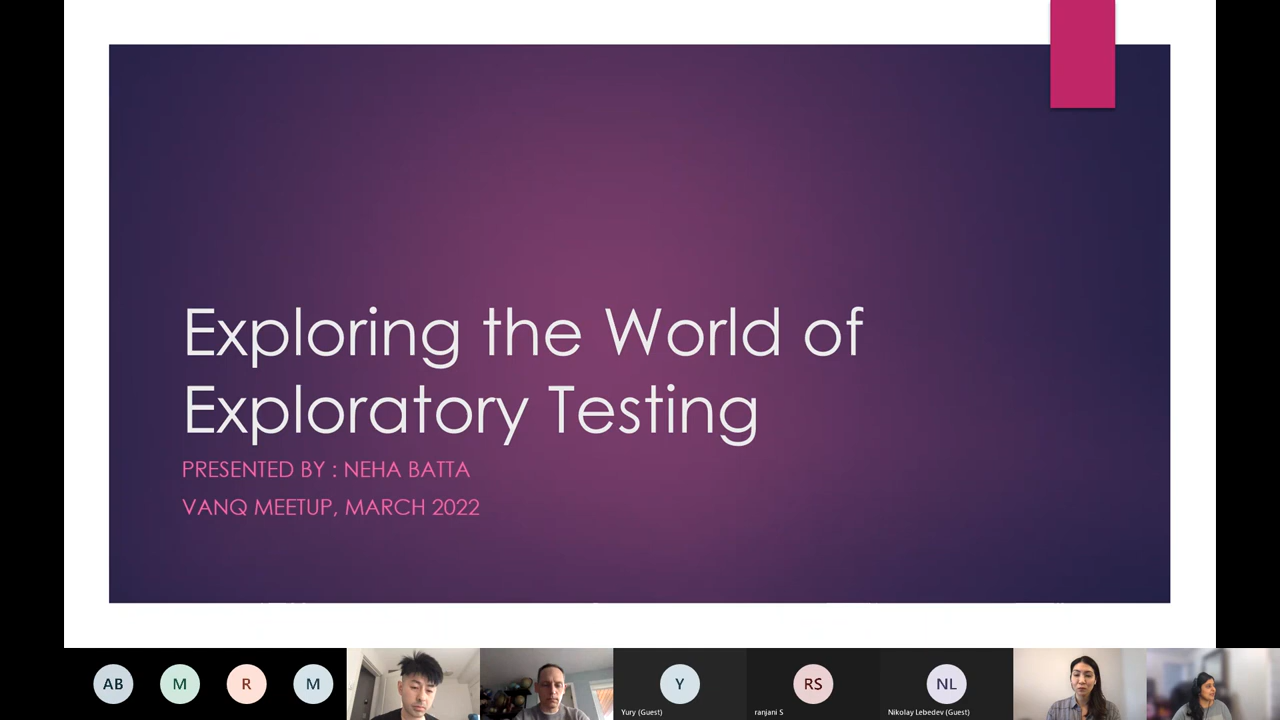 Exploring the World of
Exploratory Testing
PRESENTED BY : NEHA BATTA
VANQ MEETUP, MARCH 2022
AB
M
R
M
Y
Yury (Guest)
RS
ranjani S
NL
Nikolay Lebedev (Guest)